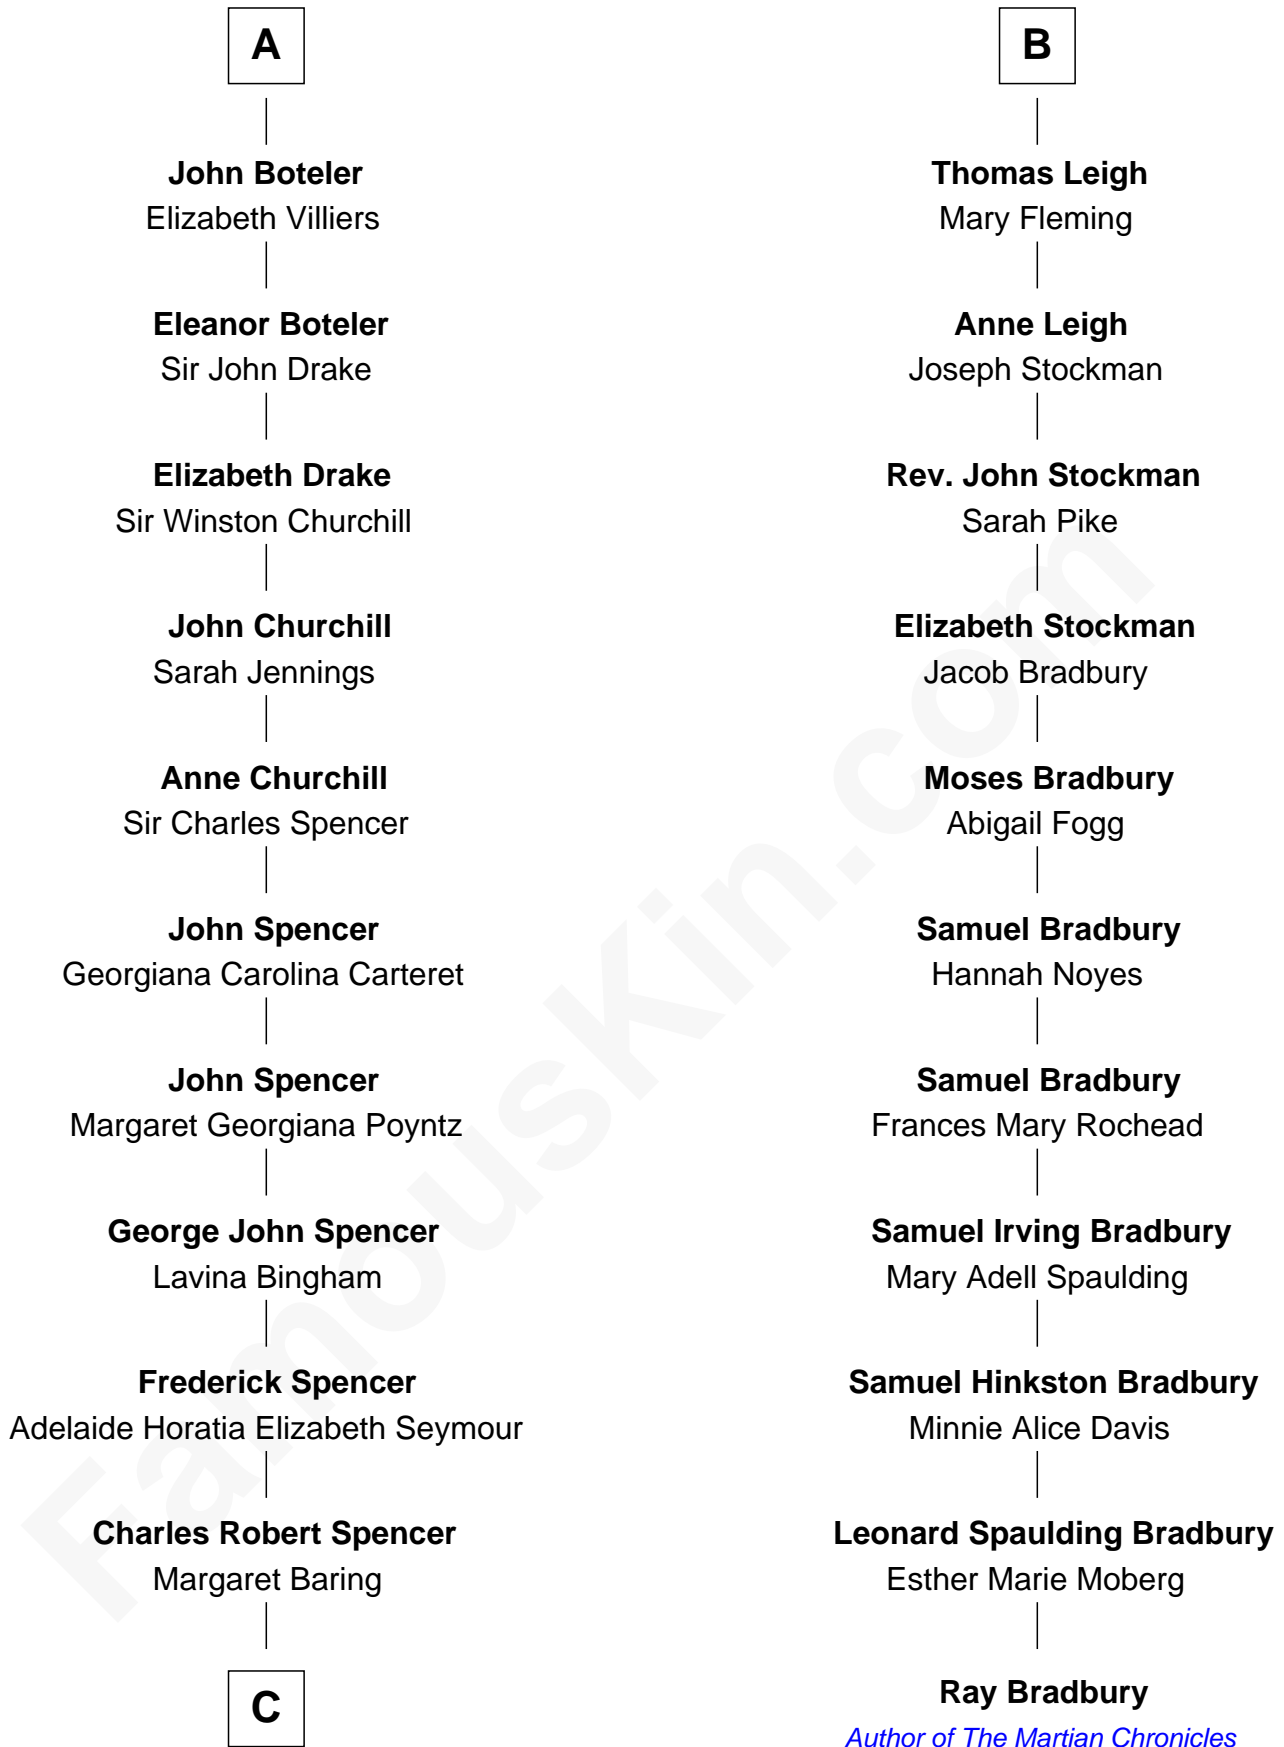 A
John Boteler
Elizabeth Villiers
Eleanor Boteler
Sir John Drake
Elizabeth Drake
Sir Winston Churchill
John Churchill
Sarah Jennings
Anne Churchill
Sir Charles Spencer
John Spencer
Georgiana Carolina Carteret
John Spencer
Margaret Georgiana Poyntz
George John Spencer
Lavina Bingham
Frederick Spencer
Adelaide Horatia Elizabeth Seymour
Charles Robert Spencer
Margaret Baring
C
B
Thomas Leigh
Mary Fleming
Anne Leigh
Joseph Stockman
Rev. John Stockman
Sarah Pike
Elizabeth Stockman
Jacob Bradbury
Moses Bradbury
Abigail Fogg
Samuel Bradbury
Hannah Noyes
Samuel Bradbury
Frances Mary Rochead
Samuel Irving Bradbury
Mary Adell Spaulding
Samuel Hinkston Bradbury
Minnie Alice Davis
Leonard Spaulding Bradbury
Esther Marie Moberg
Ray Bradbury
Author of The Martian Chronicles
FamousKin.com